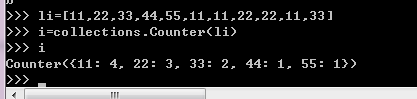 >>> li=[11,22,33,44,55,11,11,22,22,11,33]
>>> i=collections.Counter(li)
>>> i
Counter({11: 4, 22: 3, 33: 2, 44: 1, 55: 1})
>>>